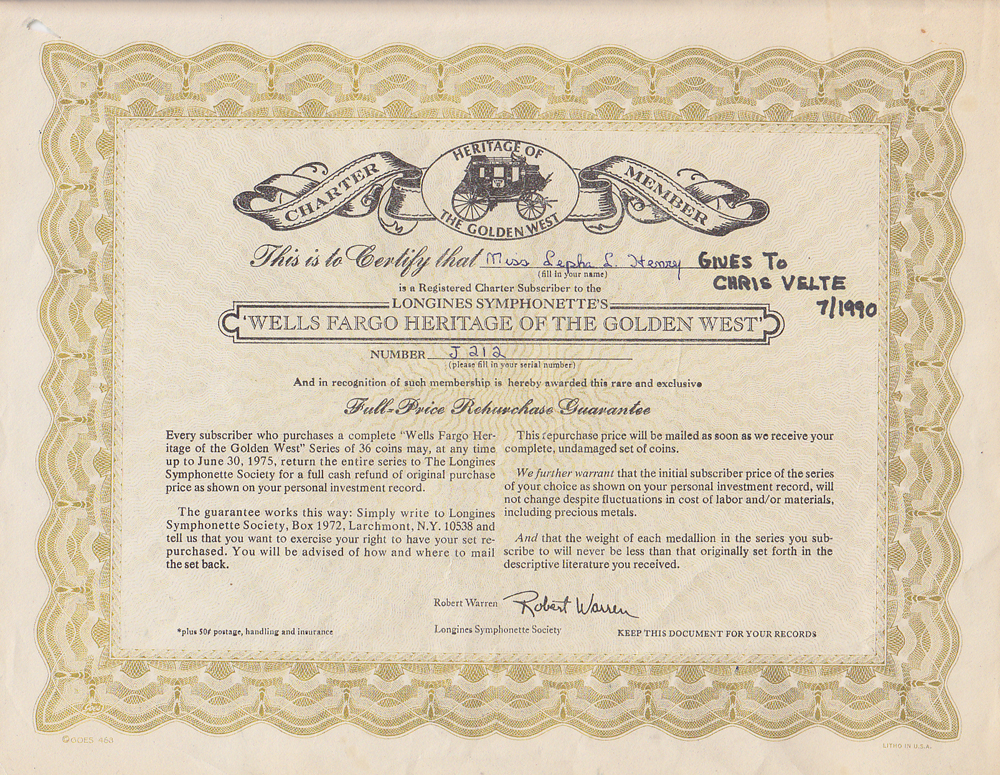 HERITAGE OF
CHARTER MEMBER
THE GOLDEN WEST
This is to Certify that Miss Lepha L. Henry GIVES TO
(fill in your name) CHRIS VELTE
is a Registered Charter Subscriber to the
7/1990
LONGINES SYMPHONETTE'S
'WELLS FARGO HERITAGE OF THE GOLDEN WEST'
NUMBER J 212
(please fill in your serial number)
And in recognition of such membership is hereby awarded this rare and exclusive
Full-Price Rehurchase Guarantee
Every subscriber who purchases a complete "Wells Fargo Her-
itage of the Golden West" Series of 36 coins may, at any time
up to June 30, 1975, return the entire series to The Longines
Symphonette Society for a full cash refund of original purchase
price as shown on your personal investment record.
The guarantee works this way: Simply write to Longines
Symphonette Society, Box 1972, Larchmont, N.Y. 10538 and
tell us that you want to exercise your right to have your set re-
purchased. You will be advised of how and where to mail
the set back.
This repurchase price will be mailed as soon as we receive your
complete, undamaged set of coins.
We further warrant that the initial subscriber price of the series
of your choice as shown on your personal investment record, will
not change despite fluctuations in cost of labor and/or materials,
including precious metals.
And that the weight of each medallion in the series you sub-
scribe to will never be less than that originally set forth in the
descriptive literature you received.
Robert Warren Robert Warren
*plus 50¢ postage, handling and insurance
Longines Symphonette Society
KEEP THIS DOCUMENT FOR YOUR RECORDS
GOES 463
LITHO IN U.S.A.